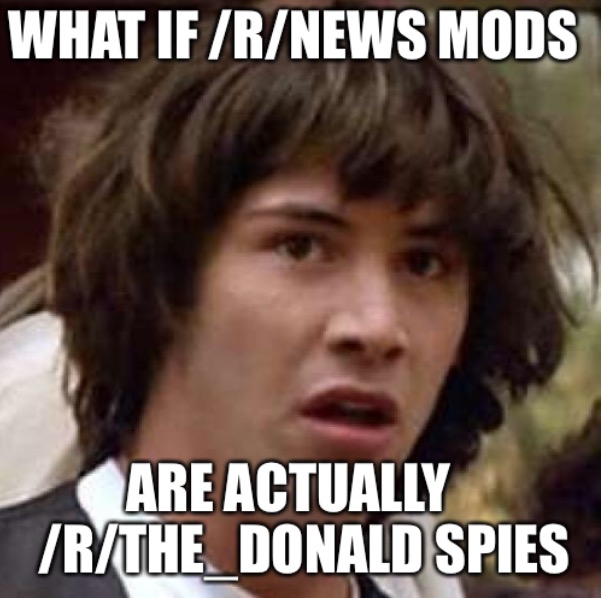 WHAT IF /R/NEWS MODS
ARE ACTUALLY
/R/THE_DONALD SPIES